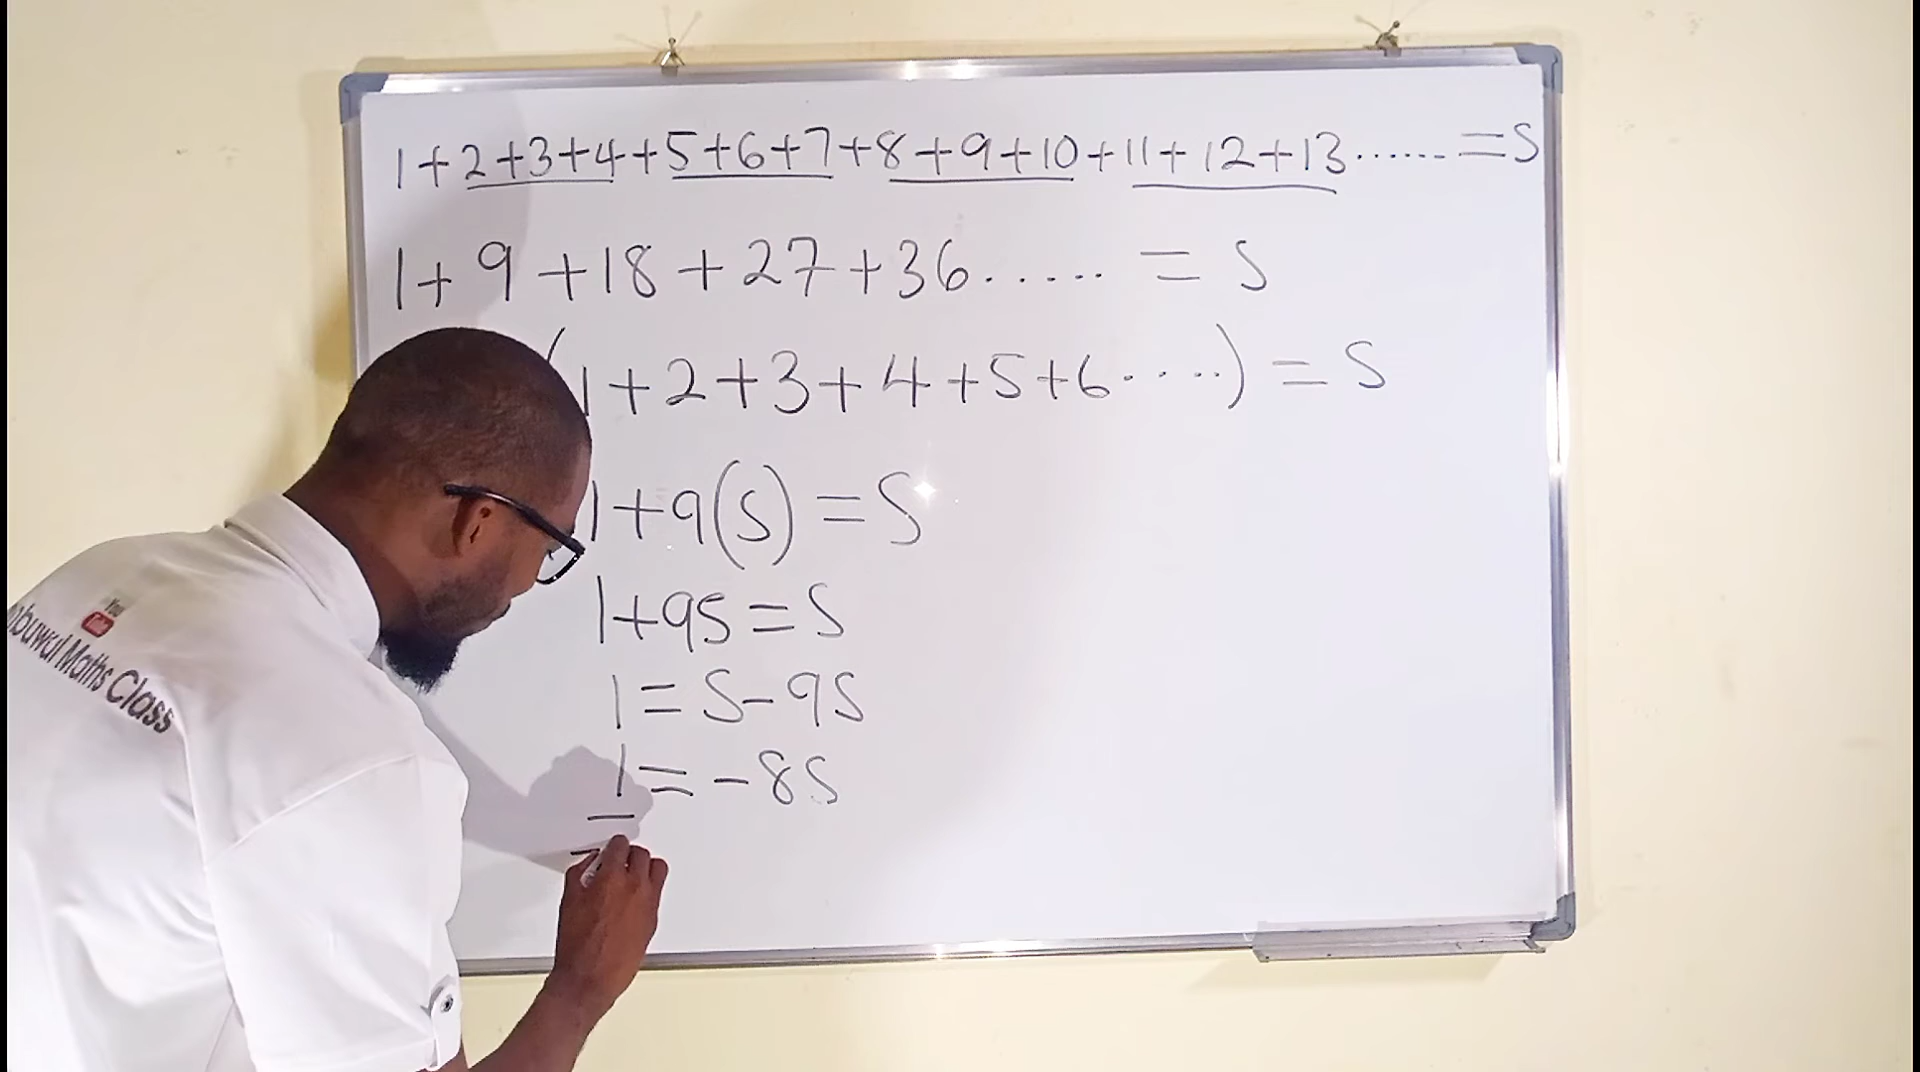 1+2+3+4+5+6+7+8+9+10+11+12+13...... =S
1+9+18+27+36...... = S
(1+2+3+4+5+6.....) = S
1+9(S) = S
1+9S = S
1 = S-9S
1 = -8S
You
Maths Class